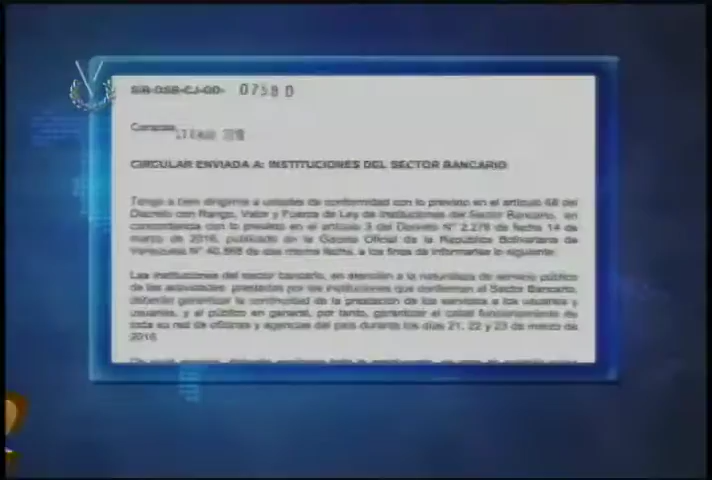 SIB-DSB-CJ-OD- 07580
Caracas,
CIRCULAR ENVIADA A: INSTITUCIONES DEL SECTOR BANCARIO
Tengo a bien dirigirme a ustedes de conformidad con lo previsto en el artículo 68 del
Decreto con Rango, Valor y Fuerza de Ley de Instituciones del Sector Bancario, en
concordancia con lo previsto en el artículo 3 del Decreto N° 2.276 de fecha 14 de
marzo de 2016, publicado en la Gaceta Oficial de la República Bolivariana de
Venezuela N° 40.868 de esa misma fecha, a los fines de informarles lo siguiente:
Las instituciones del sector bancario, en atención a la naturaleza de servicio público
de las actividades prestadas por las instituciones que conforman el Sector Bancario,
deberán garantizar la continuidad de la prestación de los servicios a los usuarios y
usuarias, y al público en general, por tanto, garantizar el cabal funcionamiento de
toda su red de oficinas y agencias del país durante los días 21, 22 y 23 de marzo de
2016.